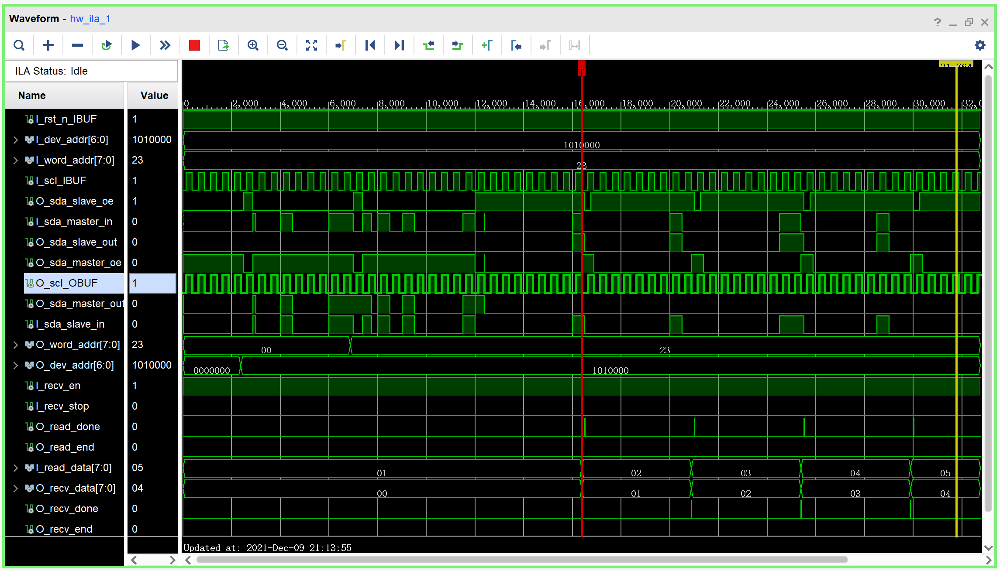 Waveform - hw_ila_1
ILA Status: Idle
Name Value
T
31,764
0 2,000 4,000 6,000 8,000 10,000 12,000 14,000 16,000 18,000 20,000 22,000 24,000 26,000 28,000 30,000 32,0
I_rst_n_IBUF 1
I_dev_addr[6:0] 1010000 1010000
I_word_addr[7:0] 23 23
I_scl_IBUF 1
O_sda_slave_oe 1
I_sda_master_in 0
O_sda_slave_out 0
O_sda_master_oe 0
O_scl_OBUF 1
O_sda_master_out 0
I_sda_slave_in 0
O_word_addr[7:0] 23 00 23
O_dev_addr[6:0] 1010000 0000000 1010000
I_recv_en 1
I_recv_stop 0
O_read_done 0
O_read_end 0
I_read_data[7:0] 05 01 02 03 04 05
O_recv_data[7:0] 04 00 01 02 03 04
O_recv_done 0
O_recv_end 0
Updated at: 2021-Dec-09 21:13:55